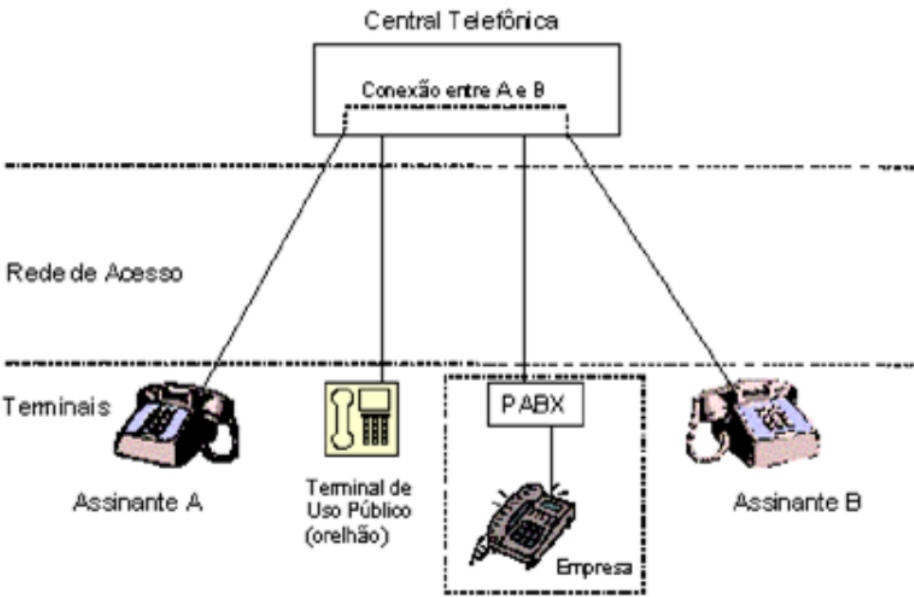 Central Telefônica
Conexão entre A e B
Rede de Acesso
Terminais
PABX
Assinante A
Terminal de
Uso Público
(orelhão)
Empresa
Assinante B